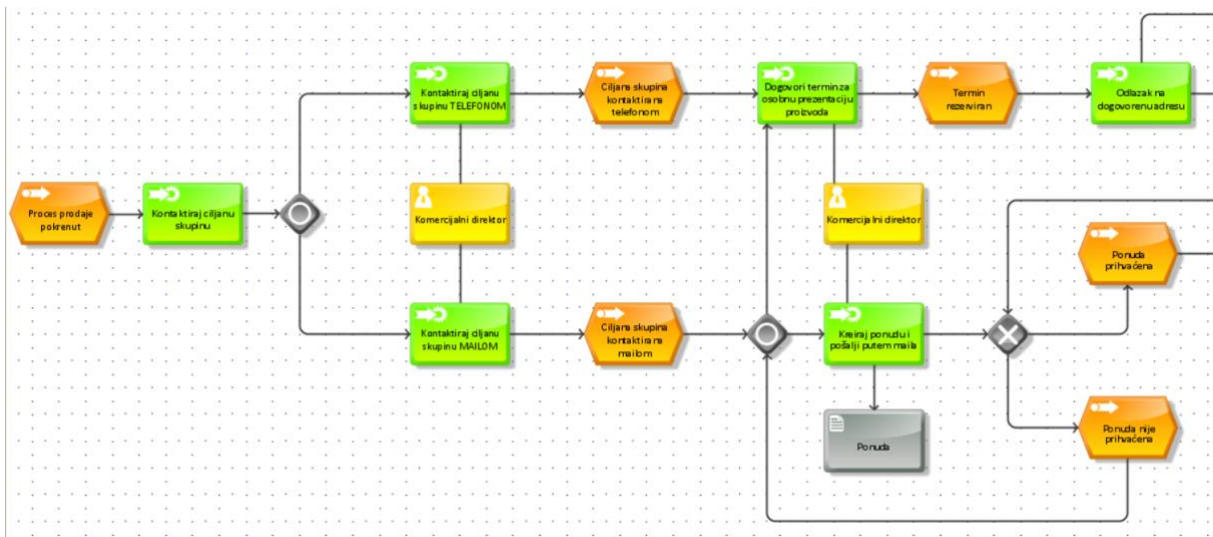 Proces prodaje
pokrenut
Kontaktiraj ciljanu
skupinu
Kontaktiraj ciljanu
skupinu TELEFONOM
Komercijalni direktor
Kontaktiraj ciljanu
skupinu MAILOM
Ciljana skupina
kontaktirana
telefonom
Ciljana skupina
kontaktirana
mailom
Dogovori termin za
osobnu prezentaciju
proizvoda
Termin
rezerviran
Odlazak na
dogovorenu adresu
Komercijalni direktor
Kreiraj ponudu i
pošalji putem maila
Ponuda
Ponuda
prihvaćena
Ponuda nije
prihvaćena